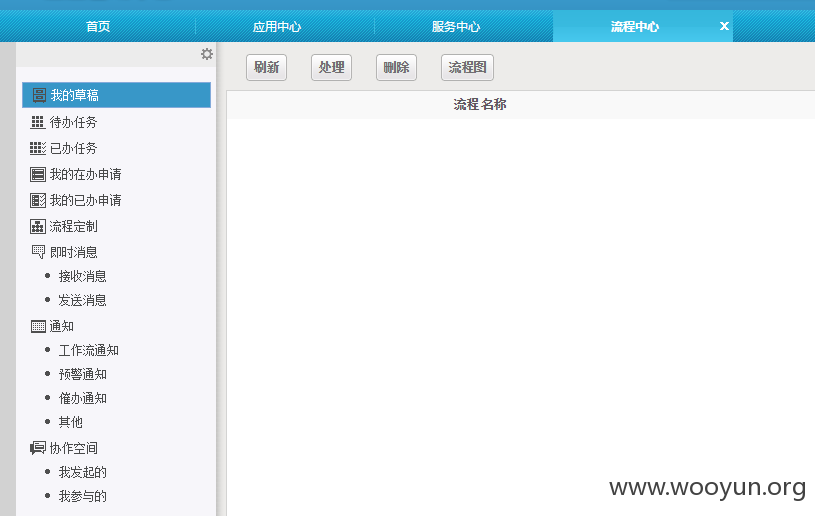 首页 应用中心 服务中心 流程中心 x
刷新 处理 删除 流程图
流程名称
我的草稿
待办任务
已办任务
我的在办申请
我的已办申请
流程定制
即时消息
接收消息
发送消息
通知
工作流通知
预警通知
催办通知
其他
协作空间
我发起的
我参与的
www.wooyun.org